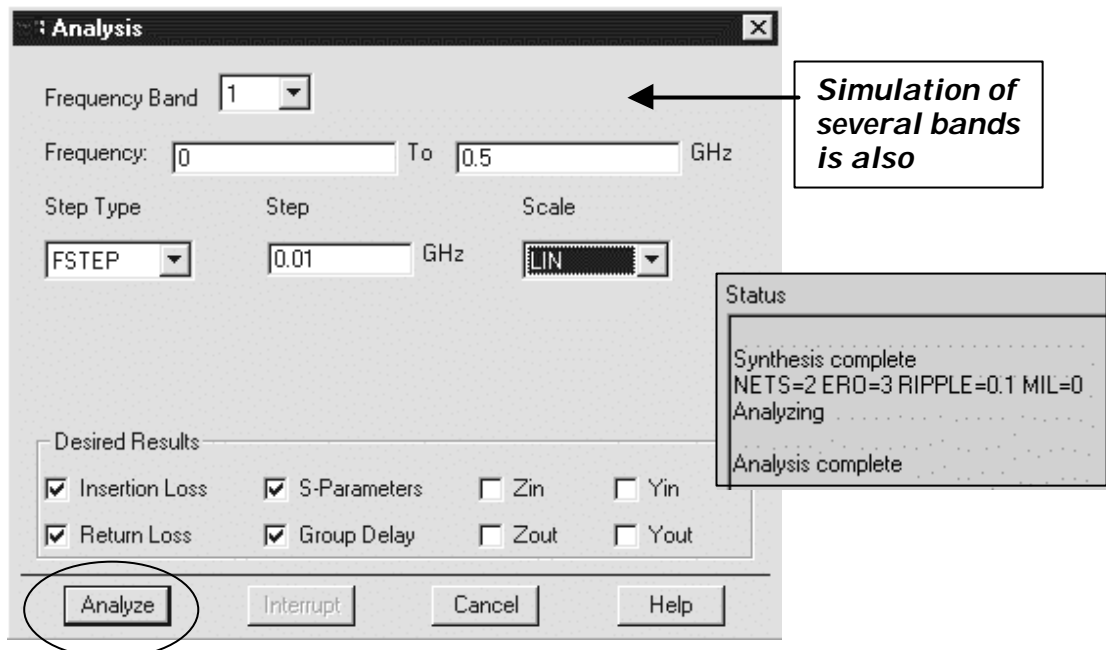 Analysis
Frequency Band 1
Simulation of
several bands
is also
Frequency: 0 To 0.5 GHz
Step Type Step Scale
FSTEP 0.01 GHz LIN
Status
Synthesis complete
NETS=2 ERO=3 RIPPLE=0.1 MIL=0
Analyzing
Analysis complete
Desired Results
Insertion Loss S-Parameters Zin Yin
Return Loss Group Delay Zout Yout
Analyze Interrupt Cancel Help